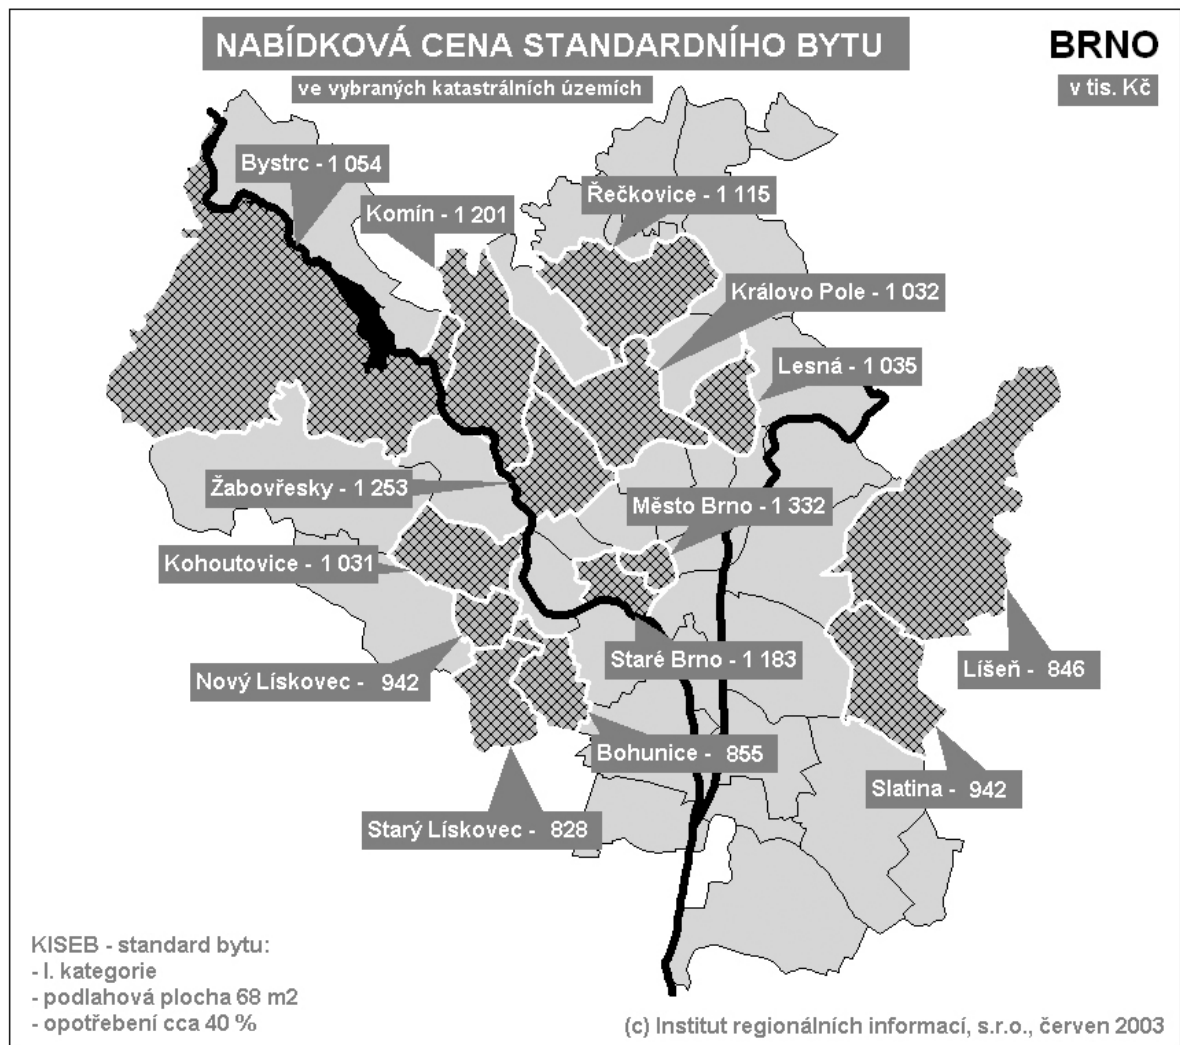 NABÍDKOVÁ CENA STANDARDNÍHO BYTU
BRNO
ve vybraných katastrálních územích
v tis. Kč
Bystrc - 1 054
Řečkovice - 1 115
Komín - 1 201
Královo Pole - 1 032
Lesná - 1 035
Žabovřesky - 1 253
Město Brno - 1 332
Kohoutovice - 1 031
Staré Brno - 1 183
Líšeň - 846
Nový Lískovec - 942
Bohunice - 855
Slatina - 942
Starý Lískovec - 828
KISEB - standard bytu:
- I. kategorie
- podlahová plocha 68 m2
- opotřebení cca 40 %
(c) Institut regionálních informací, s.r.o., červen 2003